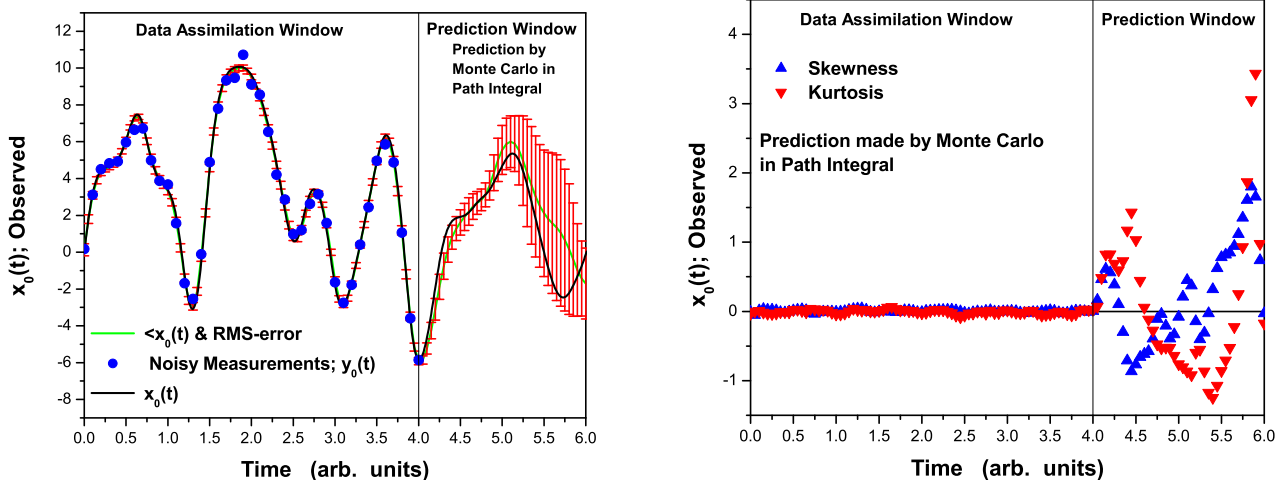 Data Assimilation Window
Prediction Window
Prediction by
Monte Carlo in
Path Integral
12
10
8
6
4
2
0
-2
-4
-6
-8
x0(t); Observed
<x0(t) & RMS-error
Noisy Measurements; y0(t)
x0(t)
0.0 0.5 1.0 1.5 2.0 2.5 3.0 3.5 4.0 4.5 5.0 5.5 6.0
Time (arb. units)
Data Assimilation Window
Prediction Window
Skewness
Kurtosis
Prediction made by Monte Carlo
in Path Integral
4
3
2
1
0
-1
x0(t); Observed
0.0 0.5 1.0 1.5 2.0 2.5 3.0 3.5 4.0 4.5 5.0 5.5 6.0
Time (arb. units)